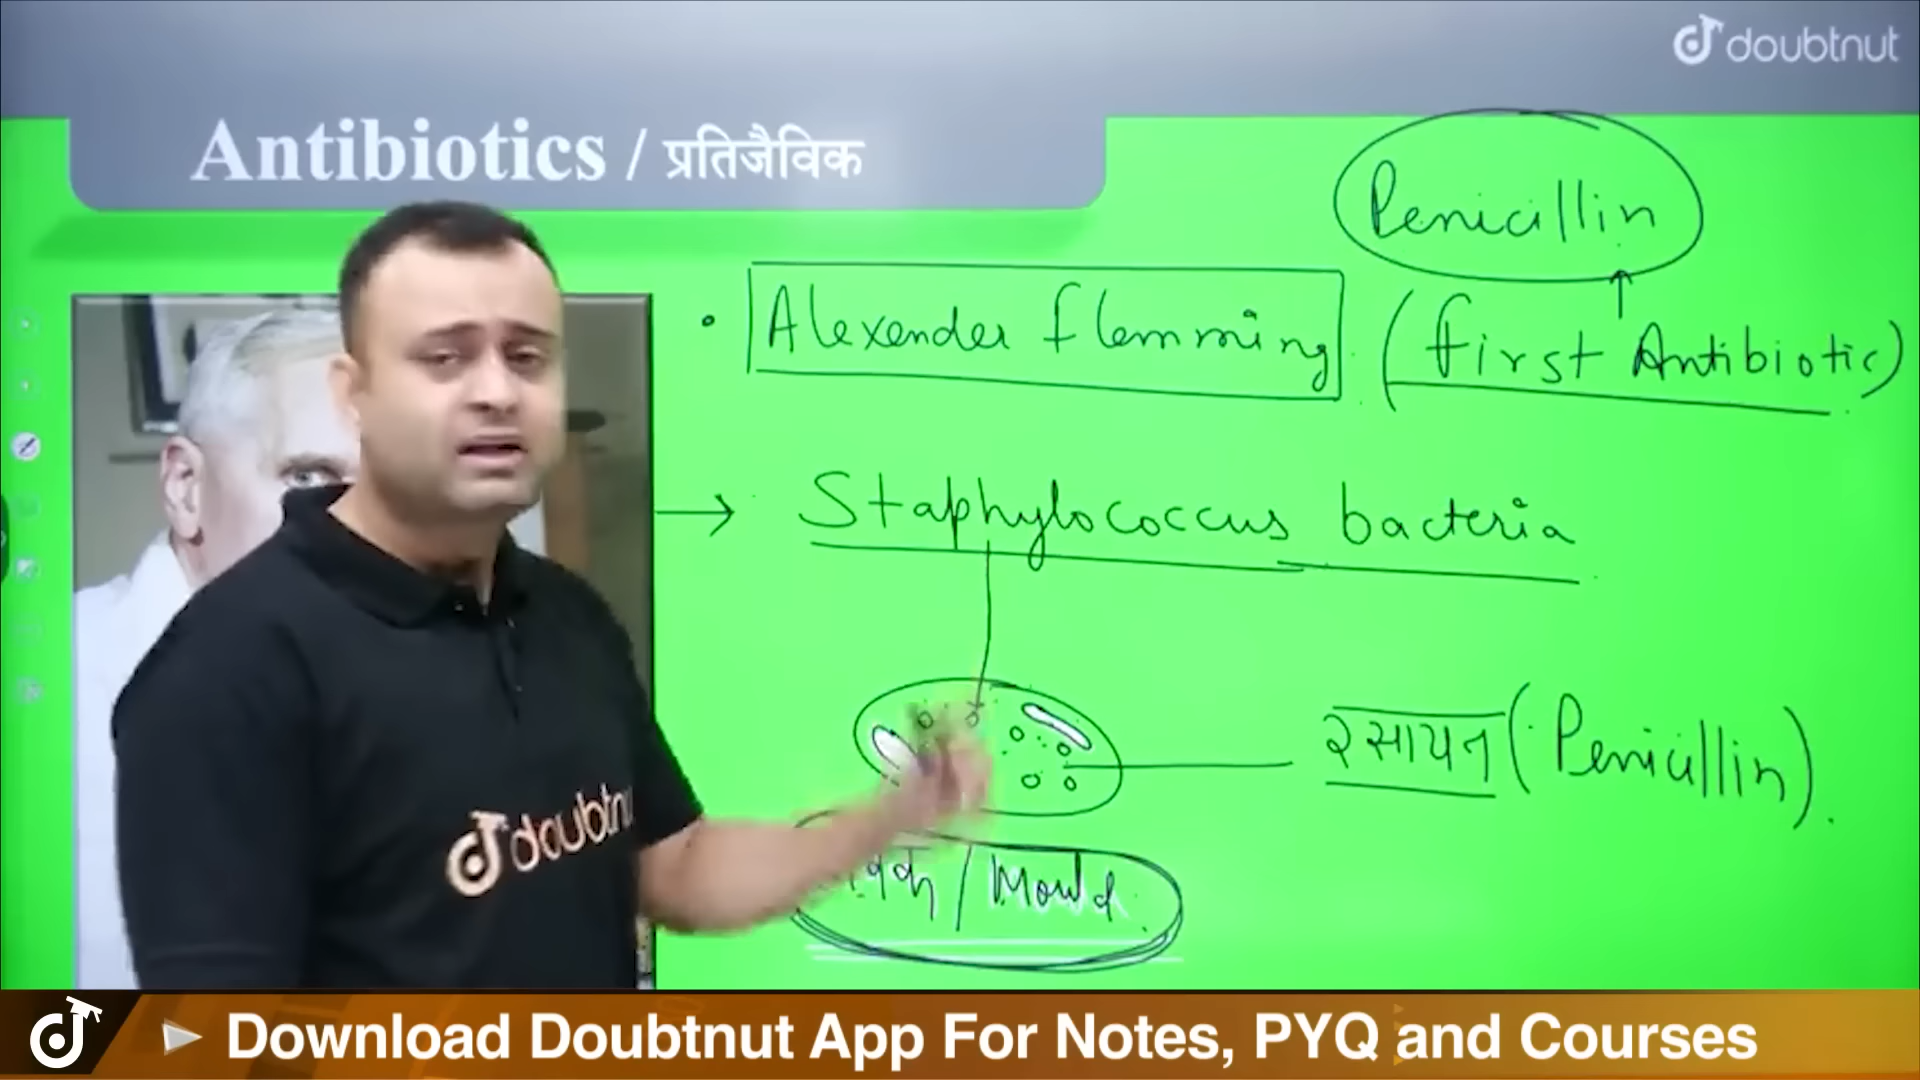 doubtnut
Antibiotics / प्रतिजैविक
Penicillin
• Alexender Flemming (First Antibiotic)
→ Staphylococcus bacteria
रसायन (Penicillin).
/ Mould
doubtn
Download Doubtnut App For Notes, PYQ and Courses